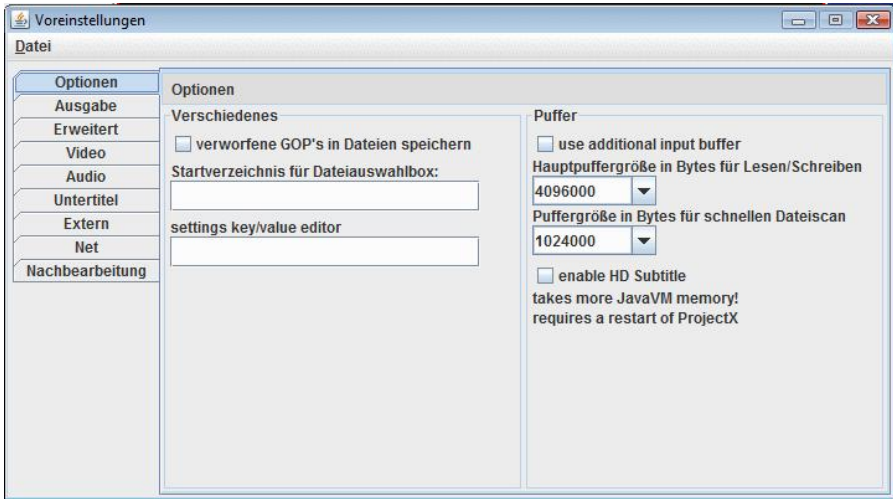 Voreinstellungen
Datei
Optionen
Ausgabe
Erweitert
Video
Audio
Untertitel
Extern
Net
Nachbearbeitung
Optionen
Verschiedenes
verworfene GOP's in Dateien speichern
Startverzeichnis für Dateiauswahlbox:
settings key/value editor
Puffer
use additional input buffer
Hauptpuffergröße in Bytes für Lesen/Schreiben
4096000
Puffergröße in Bytes für schnellen Dateiscan
1024000
enable HD Subtitle
takes more JavaVM memory!
requires a restart of ProjectX